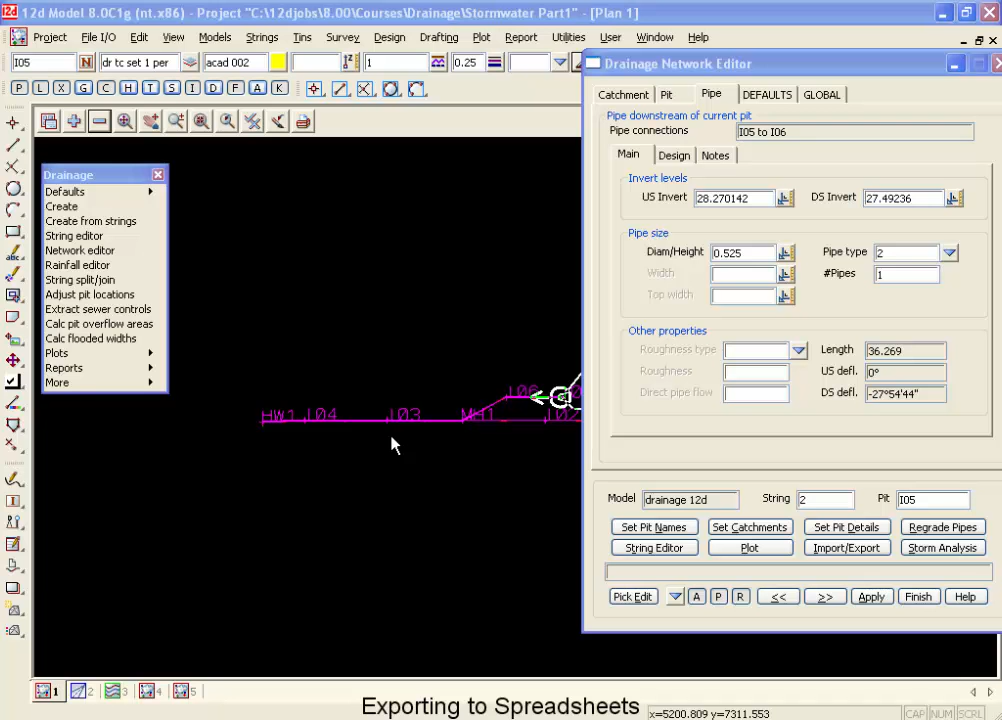 12d Model 8.0C1g (nt.x86) - Project "C:\12djobs\8.00\Courses\Drainage\Stormwater Part1" - [Plan 1]
Project File I/O Edit View Models Strings Tins Survey Design Drafting Plot Report Utilities User Window Help
I05 N dr tc set 1 per acad 002 1 0.25
P L X G C H T S I D F A K
Drainage
Defaults
Create
Create from strings
String editor
Network editor
Rainfall editor
String split/join
Adjust pit locations
Extract sewer controls
Calc pit overflow areas
Calc flooded widths
Plots
Reports
More
HW1 I04 I03 MH1 I06 I02
Drainage Network Editor
Catchment Pit Pipe DEFAULTS GLOBAL
Pipe downstream of current pit
Pipe connections I05 to I06
Main Design Notes
Invert levels
US Invert 28.270142 DS Invert 27.49236
Pipe size
Diam/Height 0.525 Pipe type 2
Width #Pipes 1
Top width
Other properties
Roughness type Length 36.269
Roughness US defl. 0°
Direct pipe flow DS defl. -27°54'44"
Model drainage 12d String 2 Pit I05
Set Pit Names Set Catchments Set Pit Details Regrade Pipes
String Editor Plot Import/Export Storm Analysis
Pick Edit A P R << >> Apply Finish Help
1 2 3 4 5
Exporting to Spreadsheets
x=5200.809 y=7311.553
CAP NUM SCRL